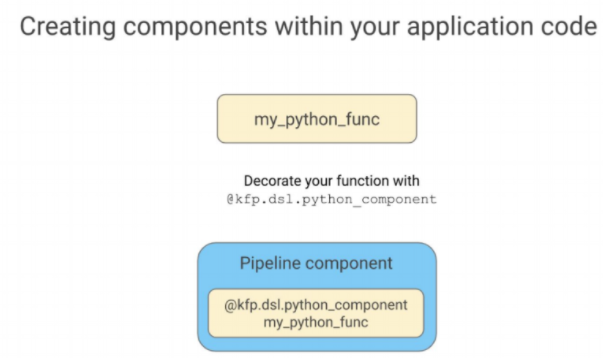 Creating components within your application code
my_python_func
Decorate your function with
@kfp.dsl.python_component
Pipeline component
@kfp.dsl.python_component
my_python_func